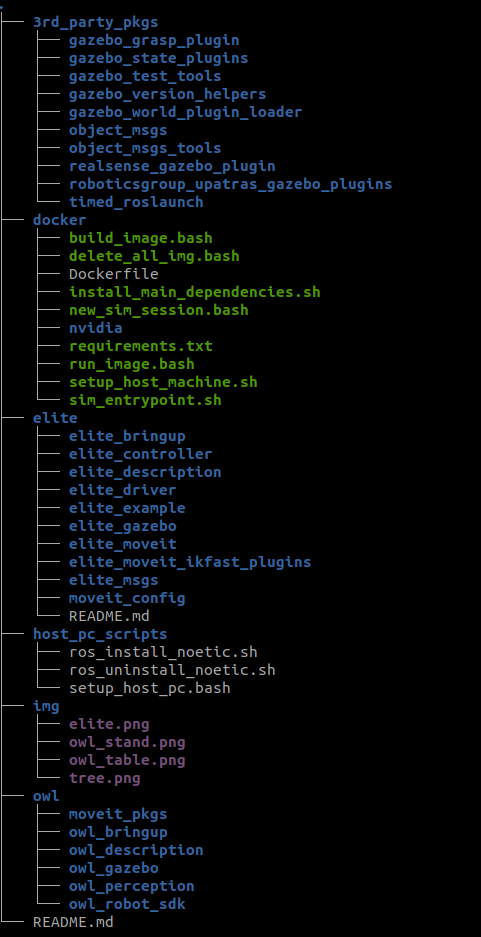 .
├── 3rd_party_pkgs
│   ├── gazebo_grasp_plugin
│   ├── gazebo_state_plugins
│   ├── gazebo_test_tools
│   ├── gazebo_version_helpers
│   ├── gazebo_world_plugin_loader
│   ├── object_msgs
│   ├── object_msgs_tools
│   ├── realsense_gazebo_plugin
│   ├── roboticsgroup_upatras_gazebo_plugins
│   └── timed_roslaunch
├── docker
│   ├── build_image.bash
│   ├── delete_all_img.bash
│   ├── Dockerfile
│   ├── install_main_dependencies.sh
│   ├── new_sim_session.bash
│   ├── nvidia
│   ├── requirements.txt
│   ├── run_image.bash
│   ├── setup_host_machine.sh
│   └── sim_entrypoint.sh
├── elite
│   ├── elite_bringup
│   ├── elite_controller
│   ├── elite_description
│   ├── elite_driver
│   ├── elite_example
│   ├── elite_gazebo
│   ├── elite_moveit
│   ├── elite_moveit_ikfast_plugins
│   ├── elite_msgs
│   ├── moveit_config
│   └── README.md
├── host_pc_scripts
│   ├── ros_install_noetic.sh
│   ├── ros_uninstall_noetic.sh
│   └── setup_host_pc.bash
├── img
│   ├── elite.png
│   ├── owl_stand.png
│   ├── owl_table.png
│   └── tree.png
├── owl
│   ├── moveit_pkgs
│   ├── owl_bringup
│   ├── owl_description
│   ├── owl_gazebo
│   ├── owl_perception
│   └── owl_robot_sdk
└── README.md